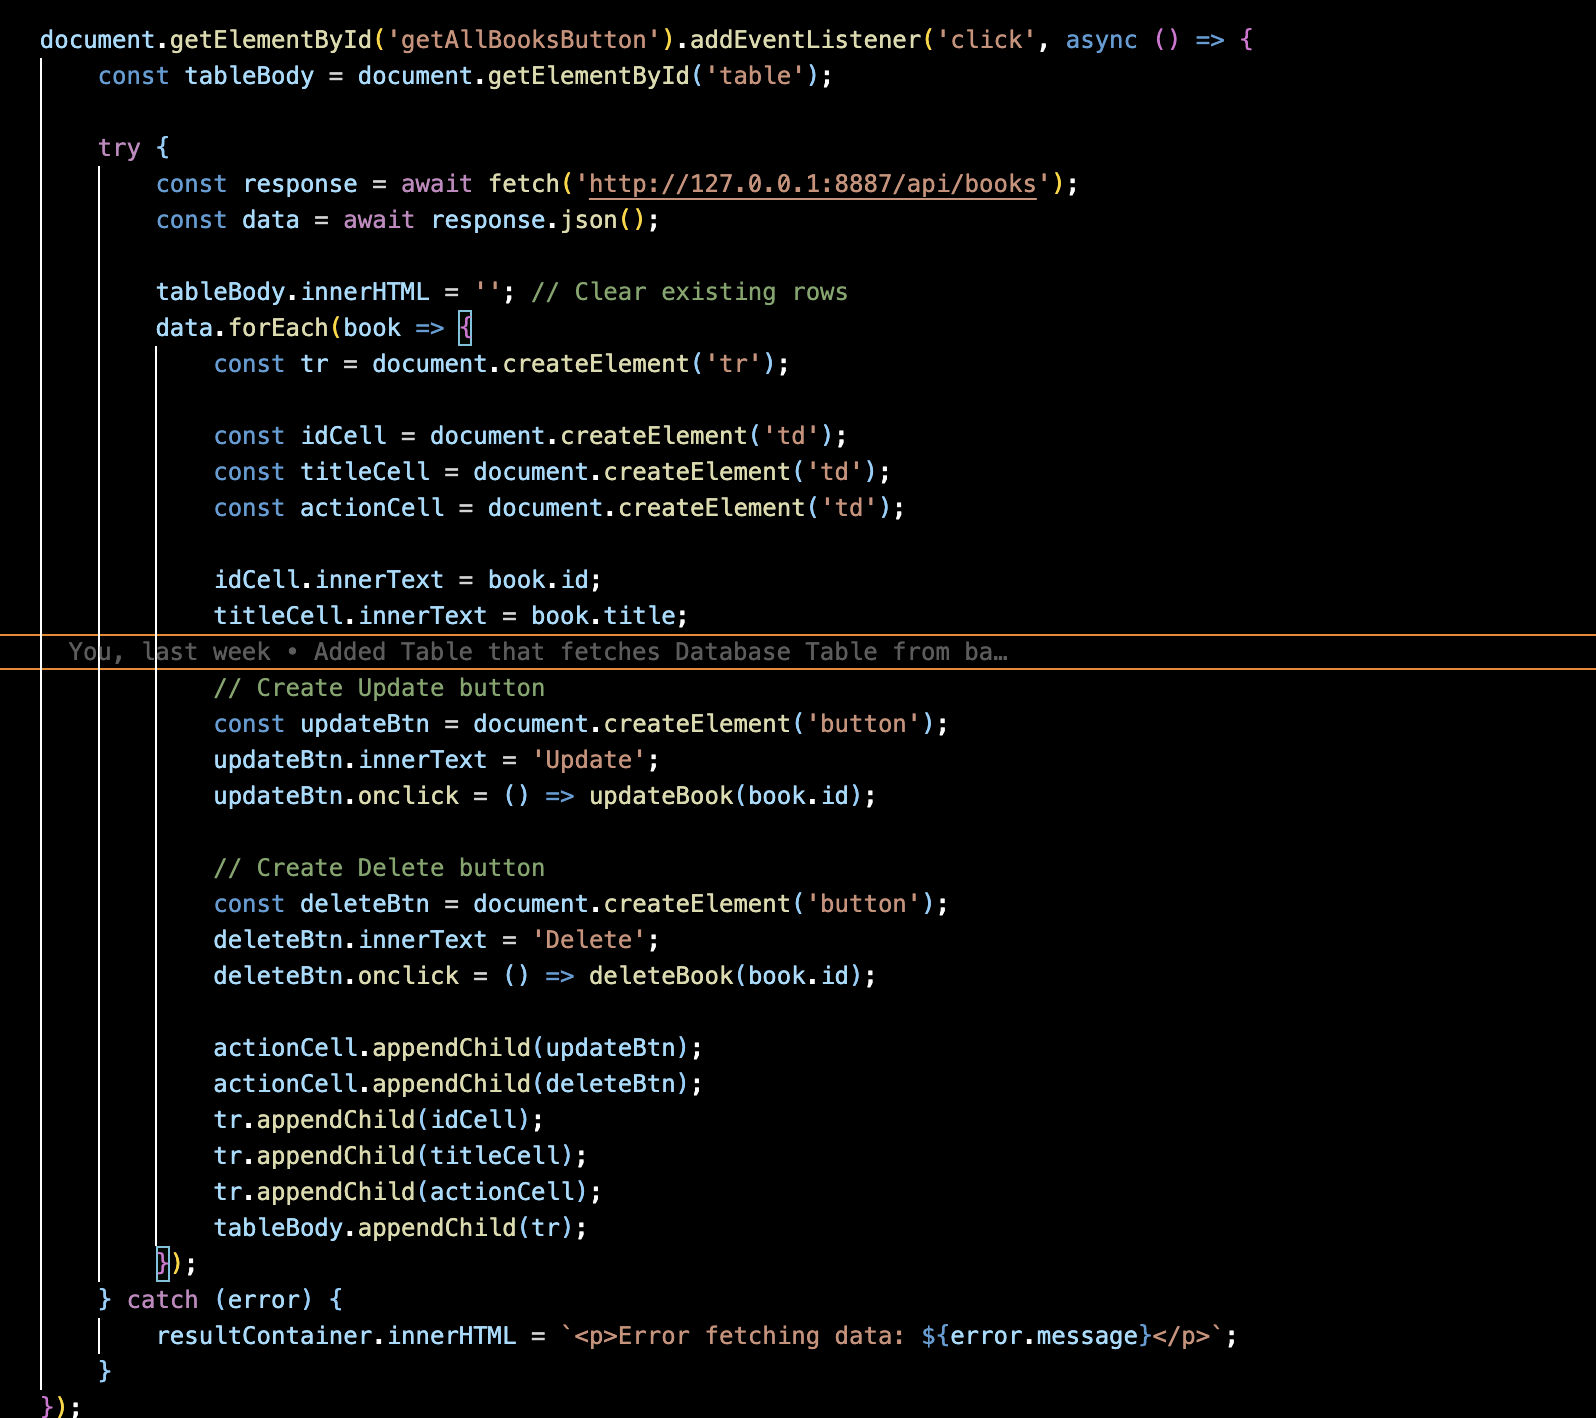 document.getElementById('getAllBooksButton').addEventListener('click', async () => {
    const tableBody = document.getElementById('table');

    try {
        const response = await fetch('http://127.0.0.1:8887/api/books');
        const data = await response.json();

        tableBody.innerHTML = ''; // Clear existing rows
        data.forEach(book => {
            const tr = document.createElement('tr');

            const idCell = document.createElement('td');
            const titleCell = document.createElement('td');
            const actionCell = document.createElement('td');

            idCell.innerText = book.id;
            titleCell.innerText = book.title;
  You, last week • Added Table that fetches Database Table from ba…
            // Create Update button
            const updateBtn = document.createElement('button');
            updateBtn.innerText = 'Update';
            updateBtn.onclick = () => updateBook(book.id);

            // Create Delete button
            const deleteBtn = document.createElement('button');
            deleteBtn.innerText = 'Delete';
            deleteBtn.onclick = () => deleteBook(book.id);

            actionCell.appendChild(updateBtn);
            actionCell.appendChild(deleteBtn);
            tr.appendChild(idCell);
            tr.appendChild(titleCell);
            tr.appendChild(actionCell);
            tableBody.appendChild(tr);
        });
    } catch (error) {
        resultContainer.innerHTML = `<p>Error fetching data: ${error.message}</p>`;
    }
});